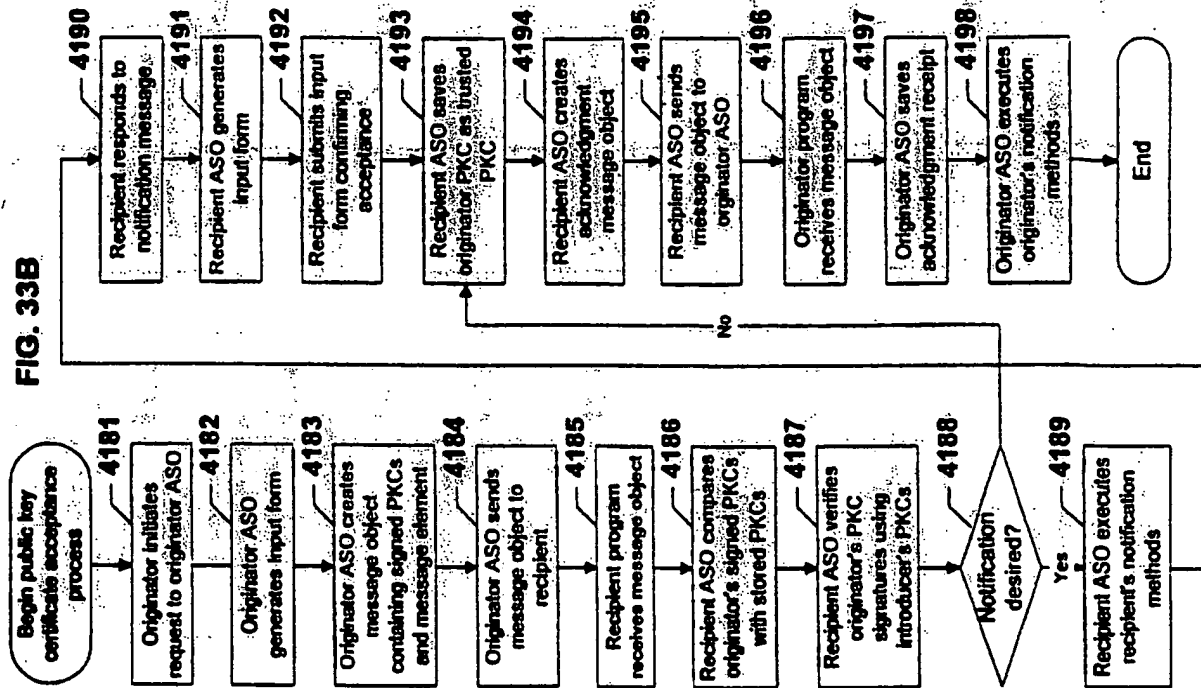 FIG. 33B
Begin public key
certificate acceptance
process
4181
Originator initiates
request to originator ASO
4182
Originator ASO
generates input form
4183
Originator ASO creates
message object
containing signed PKCs
and message element
4184
Originator ASO sends
message object to
recipient
4185
Recipient program
receives message object
4186
Recipient ASO compares
originator's signed PKCs
with stored PKCs
4187
Recipient ASO verifies
originator's PKC
signatures using
introducer's PKCs
4188
Notification
desired?
No
Yes
4189
Recipient ASO executes
recipient's notification
methods
4190
Recipient responds to
notification message
4191
Recipient ASO generates
input form
4192
Recipient submits input
form confirming
acceptance
4193
Recipient ASO saves
originator PKC as trusted
PKC
4194
Recipient ASO creates
acknowledgment
message object
4195
Recipient ASO sends
message object to
orginator ASO
4196
Originator program
receives message object
4197
Originator ASO saves
acknowledgment receipt
4198
Originator ASO executes
originator's notification
methods
End